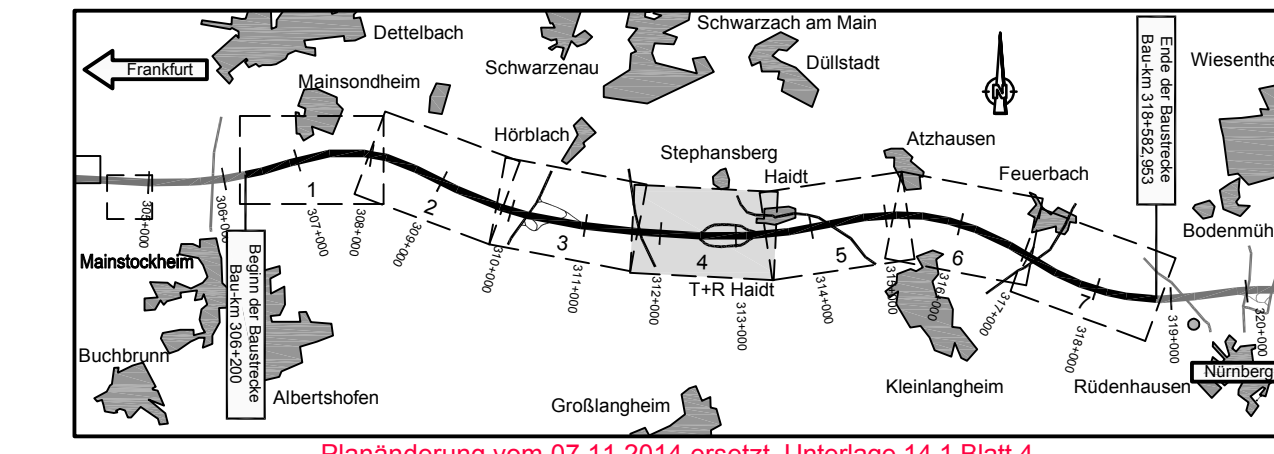 Dettelbach
Schwarzach am Main
Frankfurt
Schwarzenau
Düllstadt
Mainsondheim
Hörblach
Stephansberg
Haidt
Atzhausen
Feuerbach
Ende der Baustrecke
Bau-km 318+582.953
Bodenmüh
1
2
3
4
5
6
7
T+R Haidt
305+000
307+000
308+000
309+000
310+000
311+000
312+000
313+000
314+000
315+000
316+000
317+000
318+000
319+000
320+000
Mainstockheim
Beginn der Baustrecke
Bau-km 306+200
Buchbrunn
Albertshofen
Großlangheim
Kleinlangheim
Rüdenhausen
Nürnberg